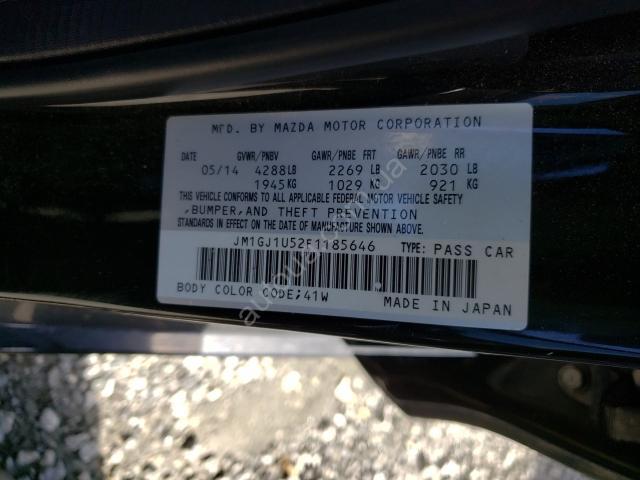 MFD. BY MAZDA MOTOR CORPORATION
DATE GVWR/PNBV GAWR/PNBE FRT GAWR/PNBE RR
05/14 4288LB 2269 LB 2030 LB
1945KG 1029 KG 921 KG
THIS VEHICLE CONFORMS TO ALL APPLICABLE FEDERAL MOTOR VEHICLE SAFETY
,BUMPER,AND THEFT PREVENTION
STANDARDS IN EFFECT ON THE DATE OF MANUFACTURE SHOWN ABOVE.
JM1GJ1U52F1185646 TYPE: PASS CAR
BODY COLOR CODE;41W MADE IN JAPAN